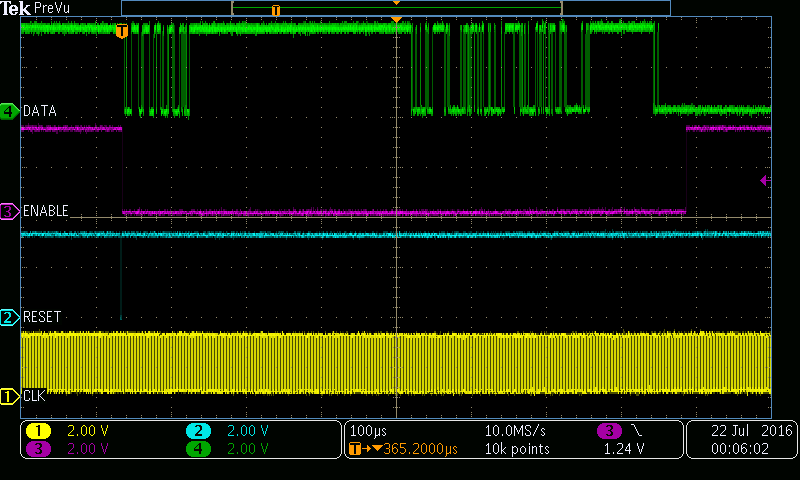 Tek PreVu
T
T
4 DATA
3 ENABLE
2 RESET
1 CLK
1 2.00 V 2 2.00 V 100µs 10.0MS/s 3 22 Jul 2016
3 2.00 V 4 2.00 V T→▼365.2000µs 10k points 1.24 V 00:06:02